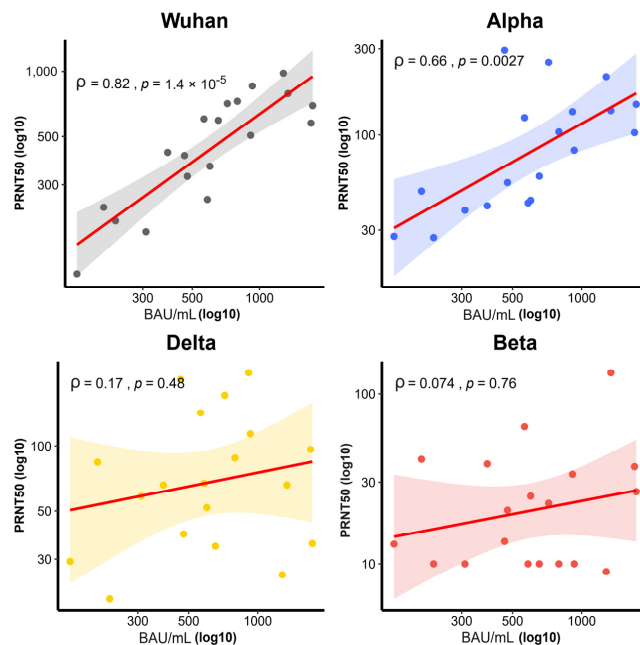 Wuhan
ρ = 0.82 , p = 1.4 × 10⁻⁵
PRNT50 (log10)
1,000
500
300
300 500 1000
BAU/mL (log10)
Alpha
ρ = 0.66 , p = 0.0027
PRNT50 (log10)
300
100
30
300 500 1000
BAU/mL (log10)
Delta
ρ = 0.17 , p = 0.48
PRNT50 (log10)
100
50
30
300 500 1000
BAU/mL (log10)
Beta
ρ = 0.074 , p = 0.76
PRNT50 (log10)
100
30
10
300 500 1000
BAU/mL (log10)